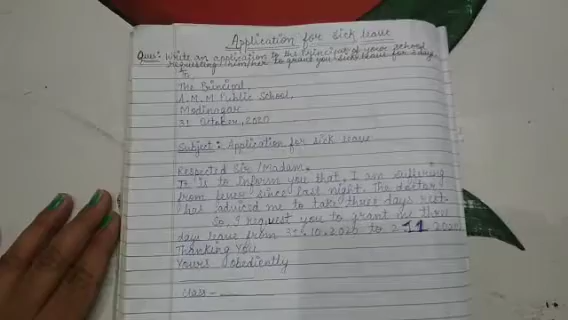 Application for sick leave
Ques: Write an application to the Principal of your school
requesting him/her to grant you sick leave for 3 days.
To,
The Principal,
A.M.M Public School,
Modinagar
31 October, 2020
Subject: Application for sick leave
Respected Sir /Madam,
It is to inform you that, I am suffering
from fever since last night. The doctor
has adviced me to take three days rest.
So, I request you to grant me three
days leave from .10.2020 to 2 11 2020
Thanking You
Yours obediently
Class -